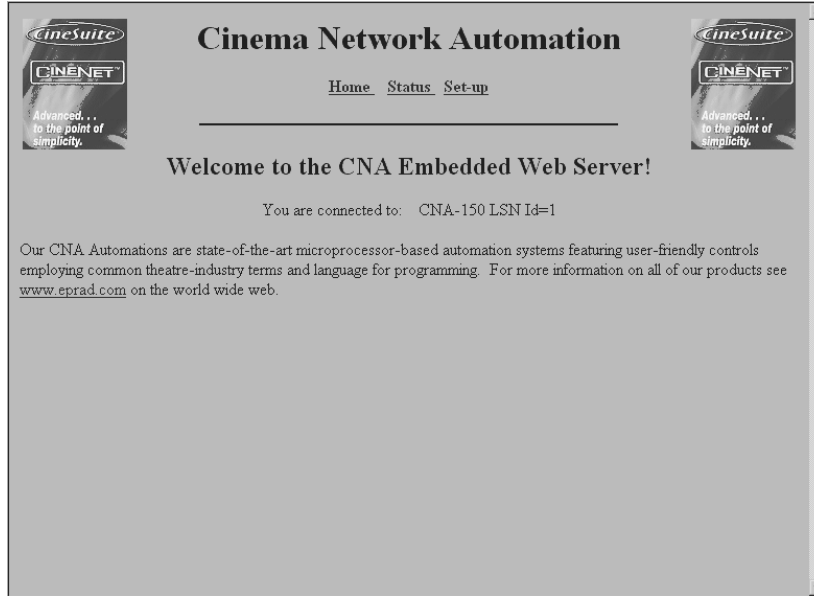 CineSuite
CINENET™
Advanced. . .
to the point of
simplicity.
Cinema Network Automation
Home Status Set-up
CineSuite
CINENET™
Advanced. . .
to the point of
simplicity.
Welcome to the CNA Embedded Web Server!
You are connected to: CNA-150 LSN Id=1
Our CNA Automations are state-of-the-art microprocessor-based automation systems featuring user-friendly controls
employing common theatre-industry terms and language for programming. For more information on all of our products see
www.eprad.com on the world wide web.